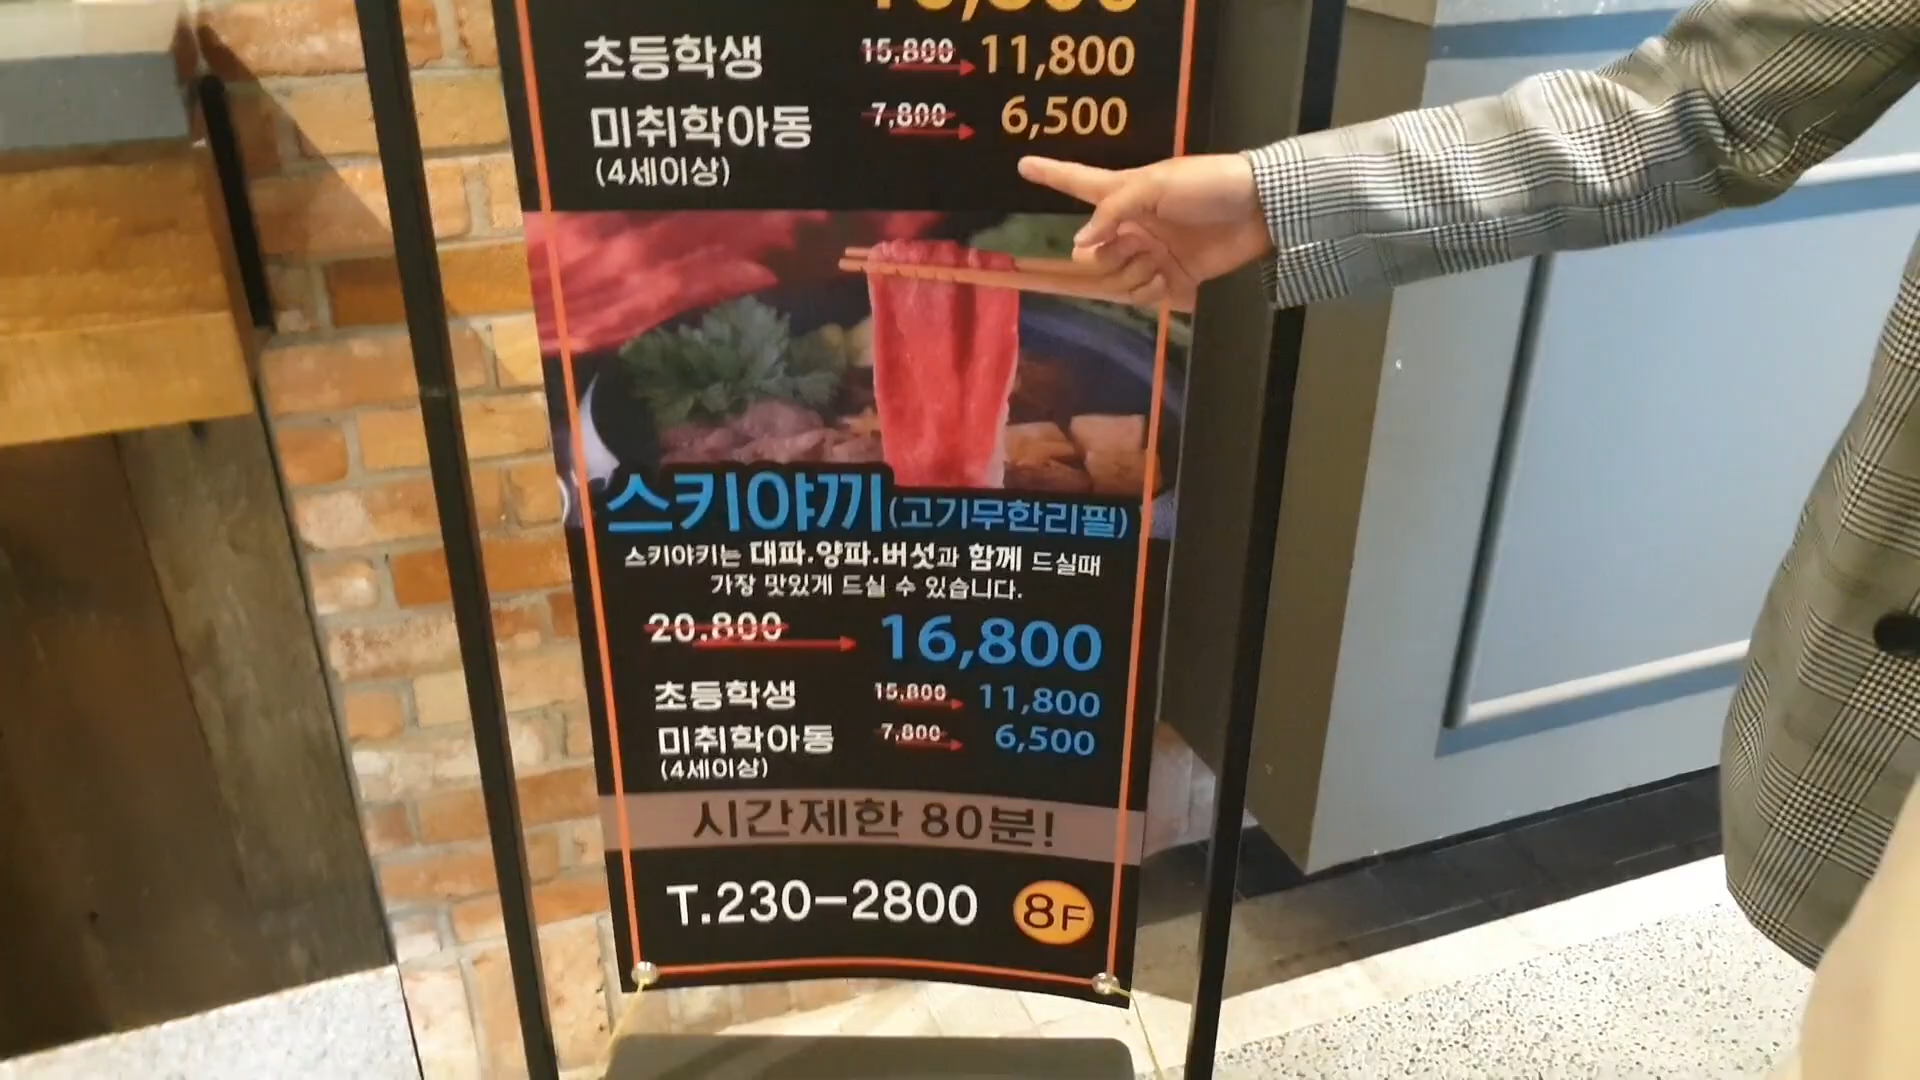 초등학생 15,800 11,800
미취학아동 7,800 6,500
(4세이상)
스키야끼(고기무한리필)
스키야키는 대파.양파.버섯과 함께 드실때
가장 맛있게 드실 수 있습니다.
20,800 16,800
초등학생 15,800 11,800
미취학아동 7,800 6,500
(4세이상)
시간제한 80분!
T.230-2800 8F